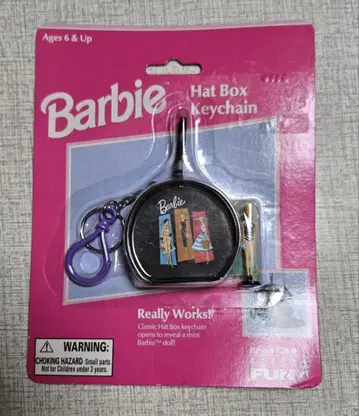 Ages 6 & Up
Barbie
Hat Box
Keychain
Barbie
Really Works!
Classic Hat Box keychain
opens to reveal a mini
Barbie™ doll!
WARNING:
CHOKING HAZARD Small parts.
Not for Children under 3 years.
FUN